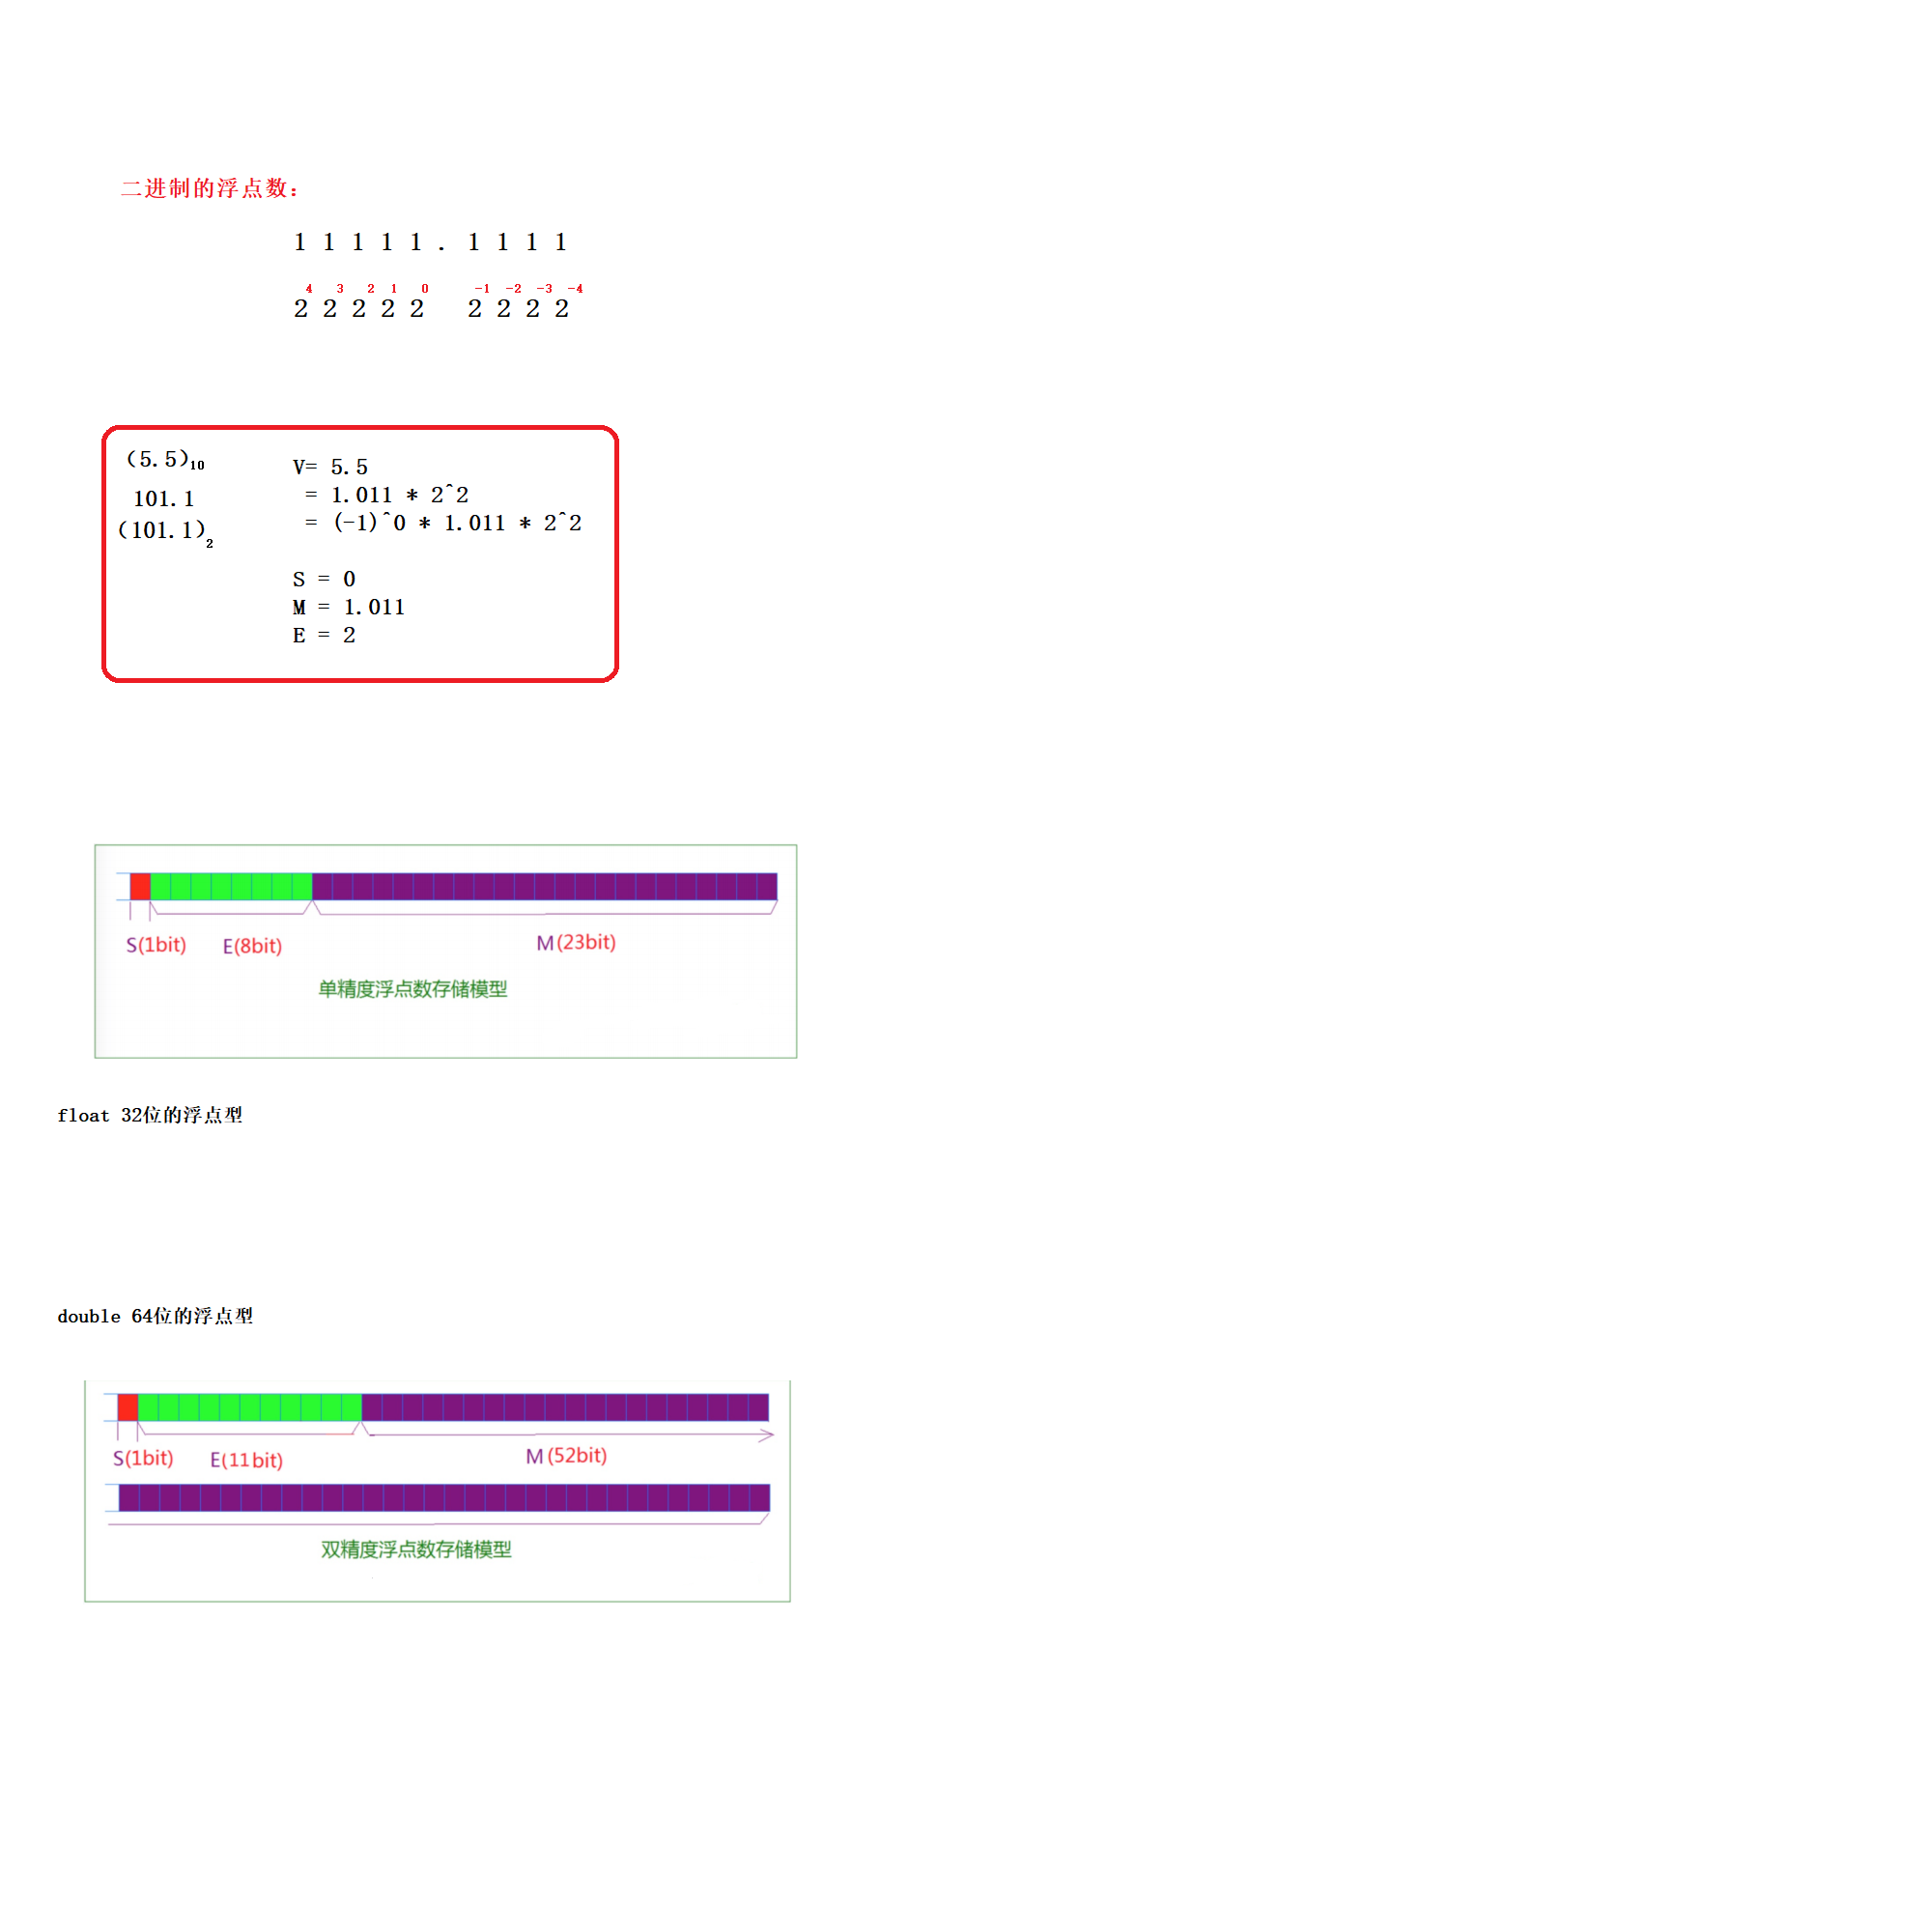 二进制的浮点数：
1 1 1 1 1 . 1 1 1 1
4 3 2 1 0 -1 -2 -3 -4
2 2 2 2 2 2 2 2 2
(5.5)10
101.1
(101.1)2
V= 5.5
= 1.011 * 2^2
= (-1)^0 * 1.011 * 2^2
S = 0
M = 1.011
E = 2
S(1bit) E(8bit) M(23bit)
单精度浮点数存储模型
float 32位的浮点型
double 64位的浮点型
S(1bit) E(11bit) M(52bit)
双精度浮点数存储模型